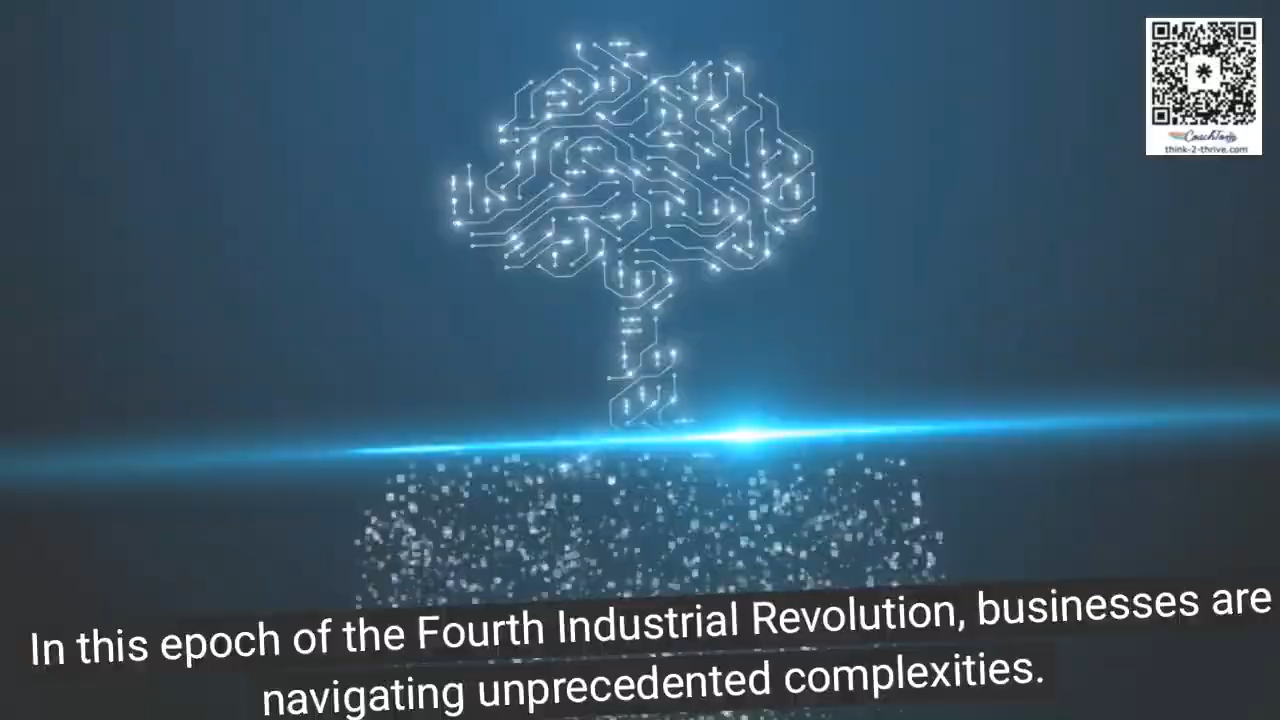 think-2-thrive.com
In this epoch of the Fourth Industrial Revolution, businesses are
navigating unprecedented complexities.